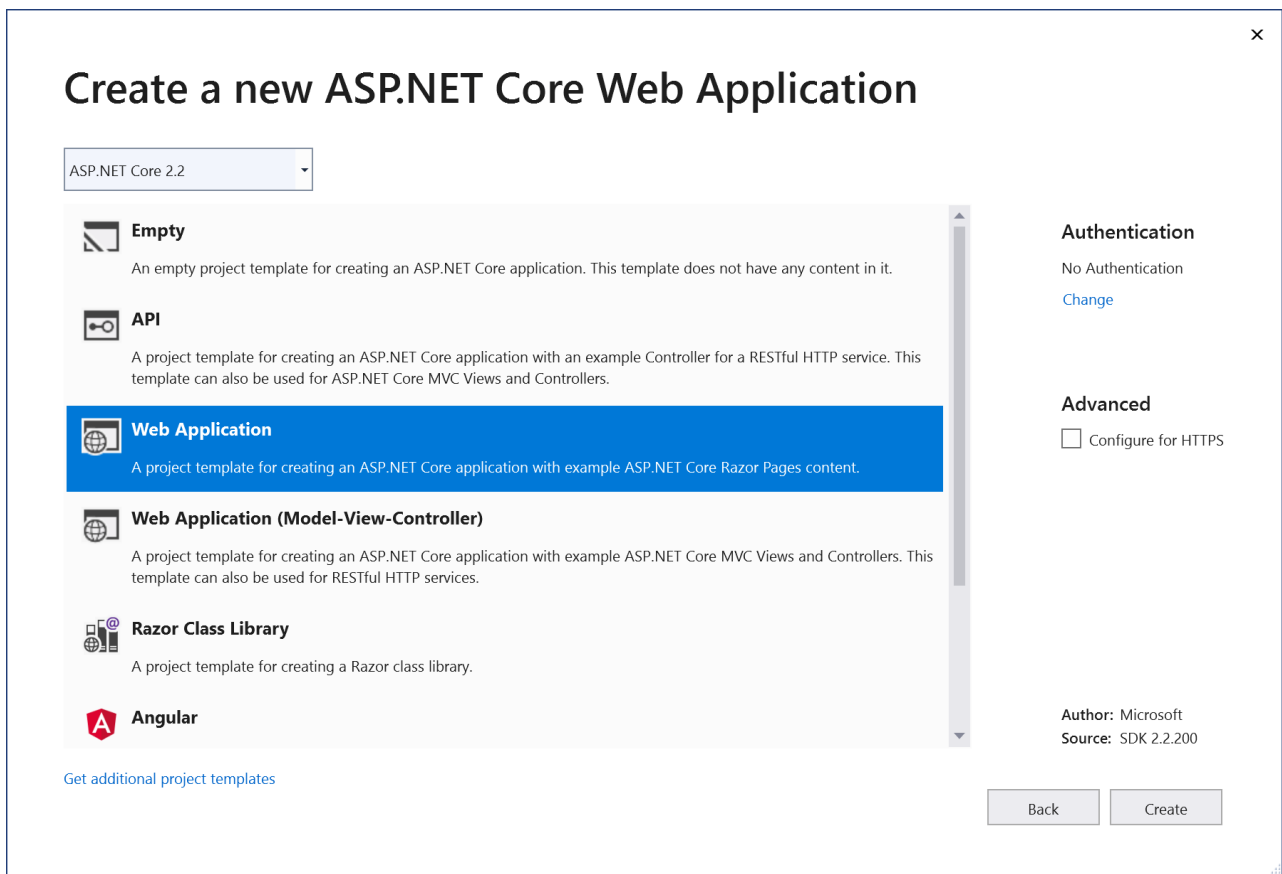 Create a new ASP.NET Core Web Application
ASP.NET Core 2.2
Empty
An empty project template for creating an ASP.NET Core application. This template does not have any content in it.
API
A project template for creating an ASP.NET Core application with an example Controller for a RESTful HTTP service. This
template can also be used for ASP.NET Core MVC Views and Controllers.
Web Application
A project template for creating an ASP.NET Core application with example ASP.NET Core Razor Pages content.
Web Application (Model-View-Controller)
A project template for creating an ASP.NET Core application with example ASP.NET Core MVC Views and Controllers. This
template can also be used for RESTful HTTP services.
Razor Class Library
A project template for creating a Razor class library.
Angular
Get additional project templates
Authentication
No Authentication
Change
Advanced
Configure for HTTPS
Author: Microsoft
Source: SDK 2.2.200
Back
Create